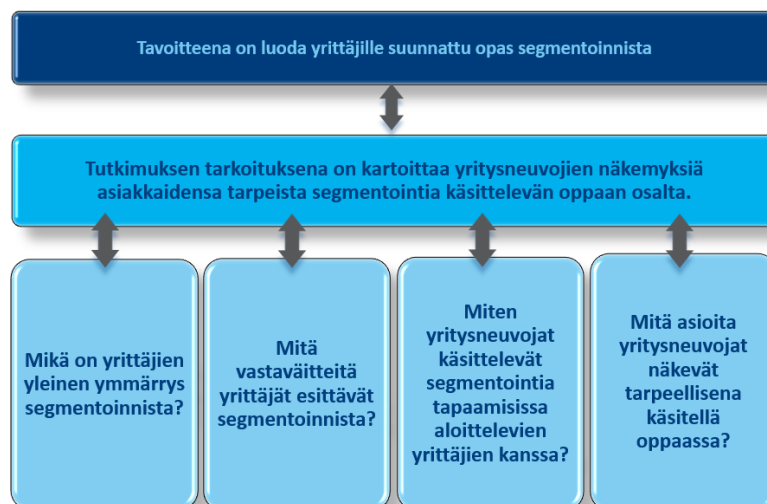 Tavoitteena on luoda yrittäjille suunnattu opas segmentoinnista
Tutkimuksen tarkoituksena on kartoittaa yritysneuvojien näkemyksiä
asiakkaidensa tarpeista segmentointia käsittelevän oppaan osalta.
Mikä on yrittäjien
yleinen ymmärrys
segmentoinnista?
Mitä
vastaväitteitä
yrittäjät esittävät
segmentoinnista?
Miten
yritysneuvojat
käsittelevät
segmentointia
tapaamisissa
aloittelevien
yrittäjien kanssa?
Mitä asioita
yritysneuvojat
näkevät
tarpeellisena
käsitellä
oppaassa?